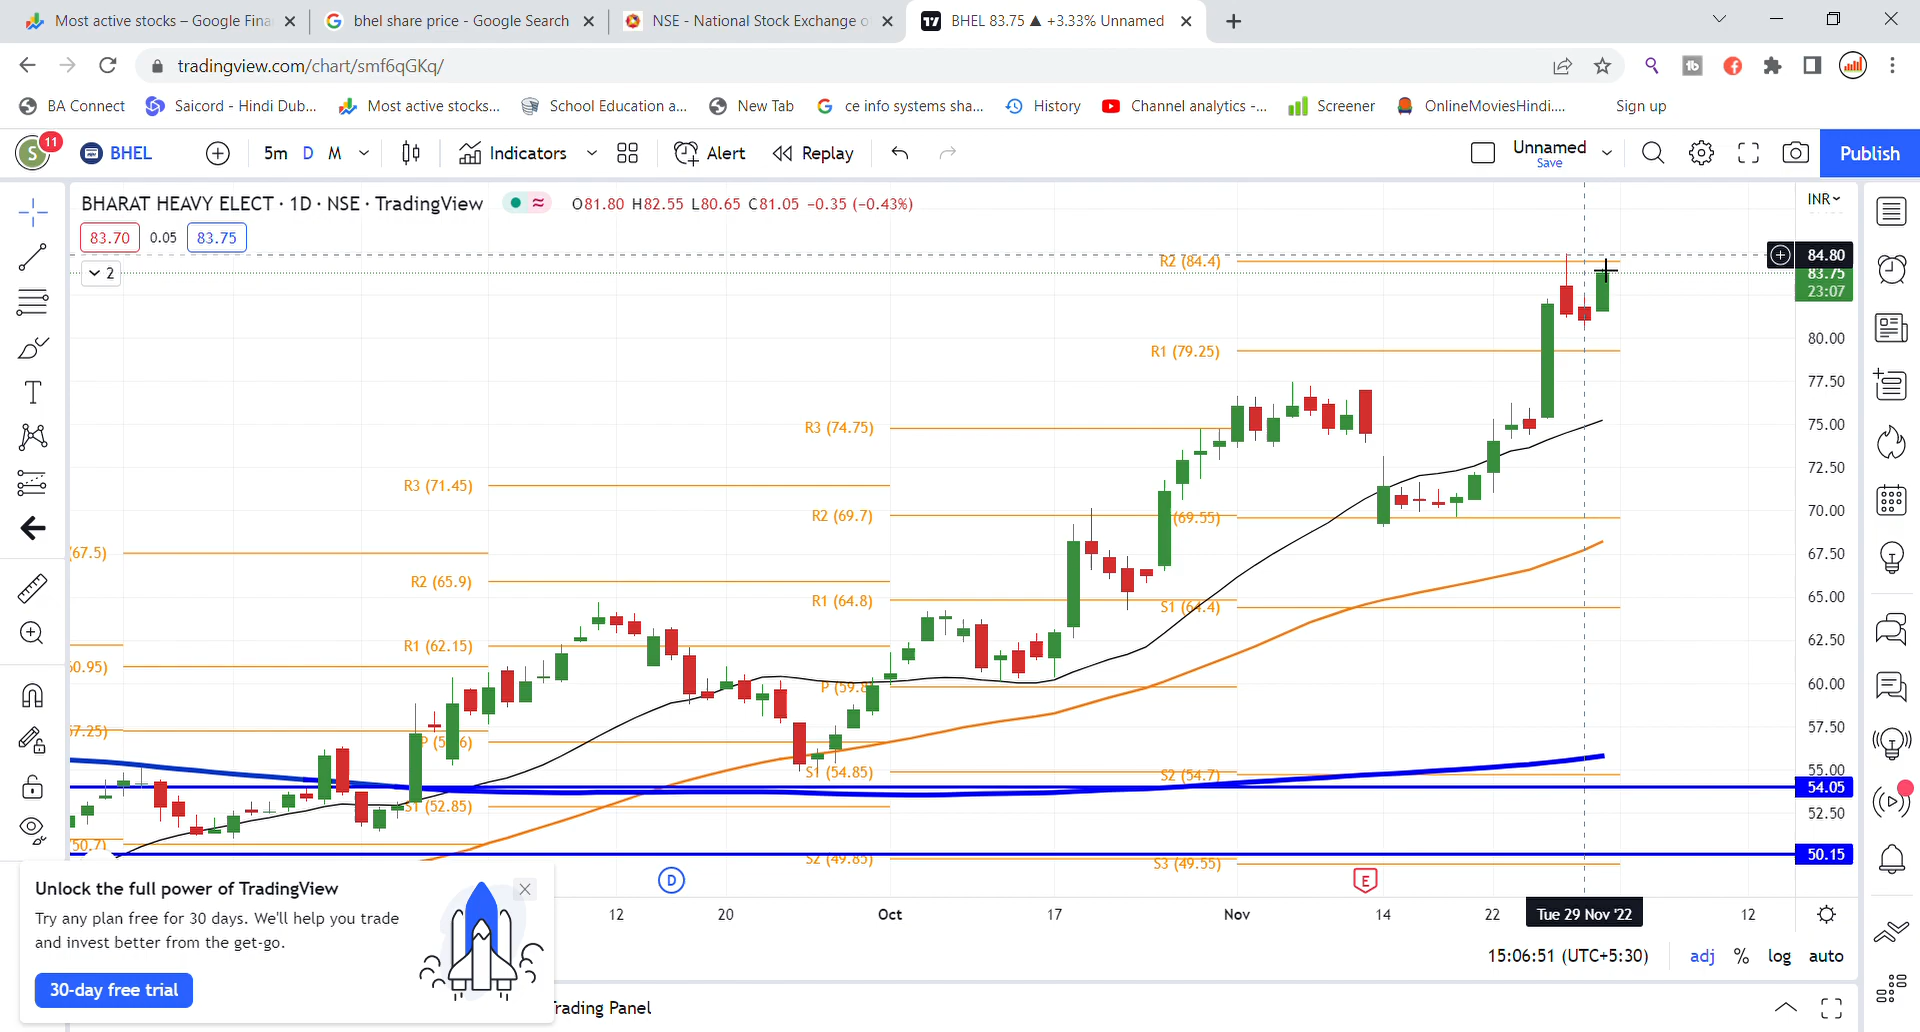 Most active stocks – Google Fina
bhel share price - Google Search
NSE - National Stock Exchange o
BHEL 83.75 ▲ +3.33% Unnamed
tradingview.com/chart/smf6qGKq/
BA Connect
Saicord - Hindi Dub...
Most active stocks...
School Education a...
New Tab
ce info systems sha...
History
Channel analytics -...
Screener
OnlineMoviesHindi....
Sign up
S
11
BHEL
5m
D
M
Indicators
Alert
Replay
Unnamed
Save
Publish
BHARAT HEAVY ELECT · 1D · NSE · TradingView
O81.80 H82.55 L80.65 C81.05 −0.35 (−0.43%)
INR
83.70
0.05
83.75
2
R2 (84.4)
84.80
83.75
23:07
80.00
R1 (79.25)
77.50
R3 (74.75)
75.00
72.50
R3 (71.45)
70.00
R2 (69.7)
(69.55)
67.50
67.5)
R2 (65.9)
65.00
R1 (64.8)
S1 (64.4)
62.50
R1 (62.15)
60.95)
60.00
P (59.8
57.50
57.25)
55.00
S1 (54.85)
S2 (54.7)
54.05
52.50
S1 (52.85)
50.7)
50.15
S2 (49.85)
S3 (49.55)
D
E
12
20
Oct
17
Nov
14
22
Tue 29 Nov '22
12
Unlock the full power of TradingView
Try any plan free for 30 days. We'll help you trade
and invest better from the get-go.
30-day free trial
15:06:51 (UTC+5:30)
adj
%
log
auto
Trading Panel